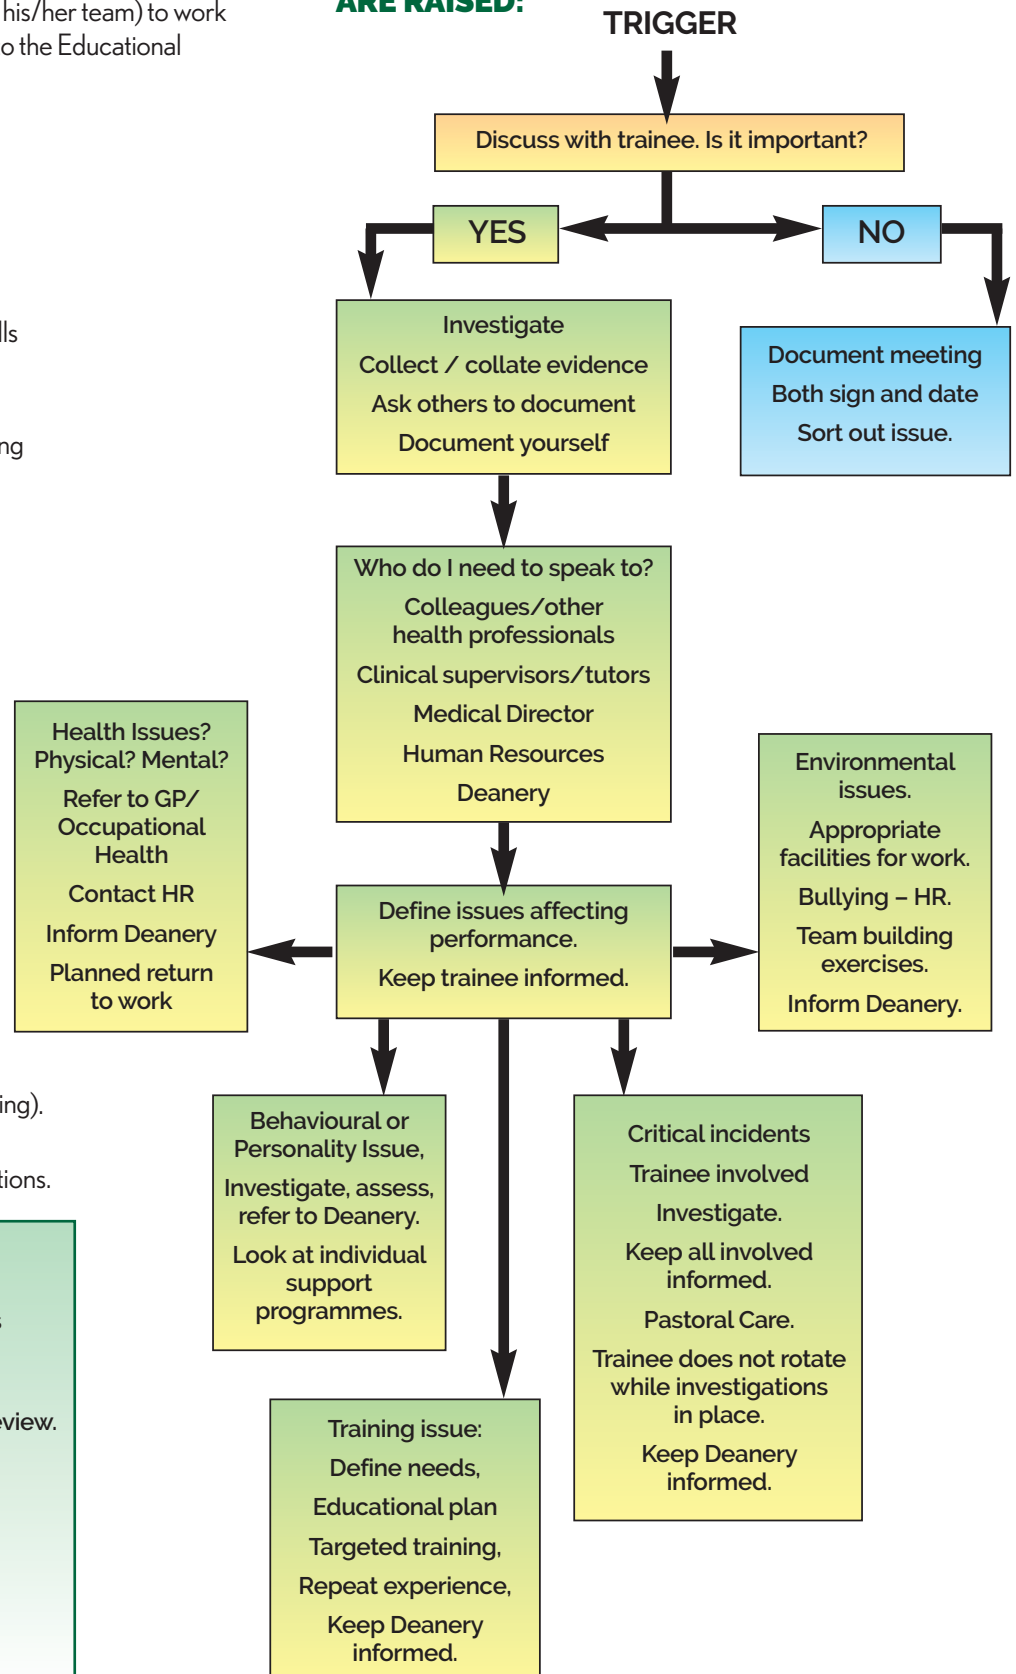 his/her team) to work
o the Educational
ing).
eview.
ARE RAISED:
TRIGGER
Discuss with trainee. Is it important?
YES
NO
Investigate
Collect / collate evidence
Ask others to document
Document yourself
Document meeting
Both sign and date
Sort out issue.
Who do I need to speak to?
Colleagues/other
health professionals
Clinical supervisors/tutors
Medical Director
Human Resources
Deanery
Health Issues?
Physical? Mental?
Refer to GP/
Occupational
Health
Contact HR
Inform Deanery
Planned return
to work
Define issues affecting
performance.
Keep trainee informed.
Environmental
issues.
Appropriate
facilities for work.
Bullying – HR.
Team building
exercises.
Inform Deanery.
Behavioural or
Personality Issue,
Investigate, assess,
refer to Deanery.
Look at individual
support
programmes.
Critical incidents
Trainee involved
Investigate.
Keep all involved
informed.
Pastoral Care.
Trainee does not rotate
while investigations
in place.
Keep Deanery
informed.
Training issue:
Define needs,
Educational plan
Targeted training,
Repeat experience,
Keep Deanery
informed.